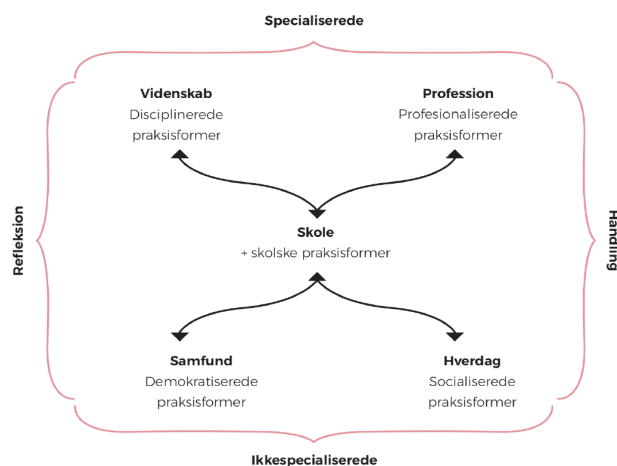 Specialiserede
Videnskab
Disciplinerede
praksisformer
Profession
Profesionaliserede
praksisformer
Refleksion
Skole
+ skolske praksisformer
Handling
Samfund
Demokratiserede
praksisformer
Hverdag
Socialiserede
praksisformer
Ikkespecialiserede